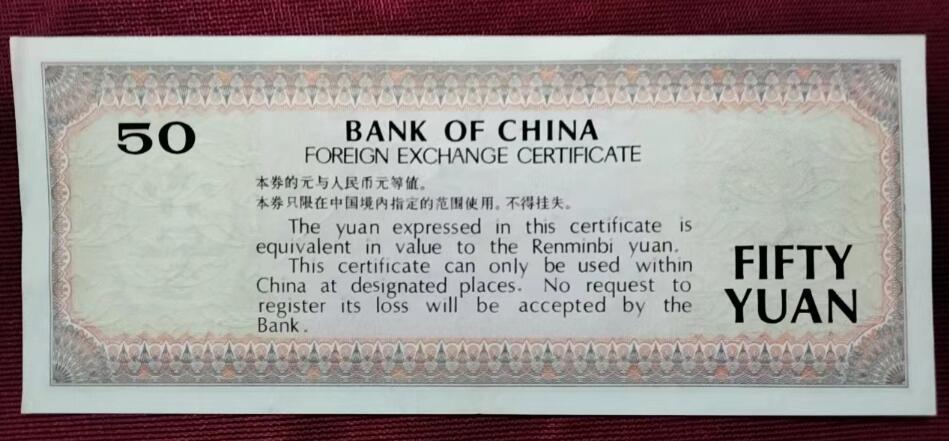 50
BANK OF CHINA
FOREIGN EXCHANGE CERTIFICATE
本券的元与人民币元等值。
本券只限在中国境内指定的范围使用。不得挂失。
The yuan expressed in this certificate is
equivalent in value to the Renminbi yuan.
This certificate can only be used within
China at designated places. No request to
register its loss will be accepted by the
Bank.
FIFTY
YUAN